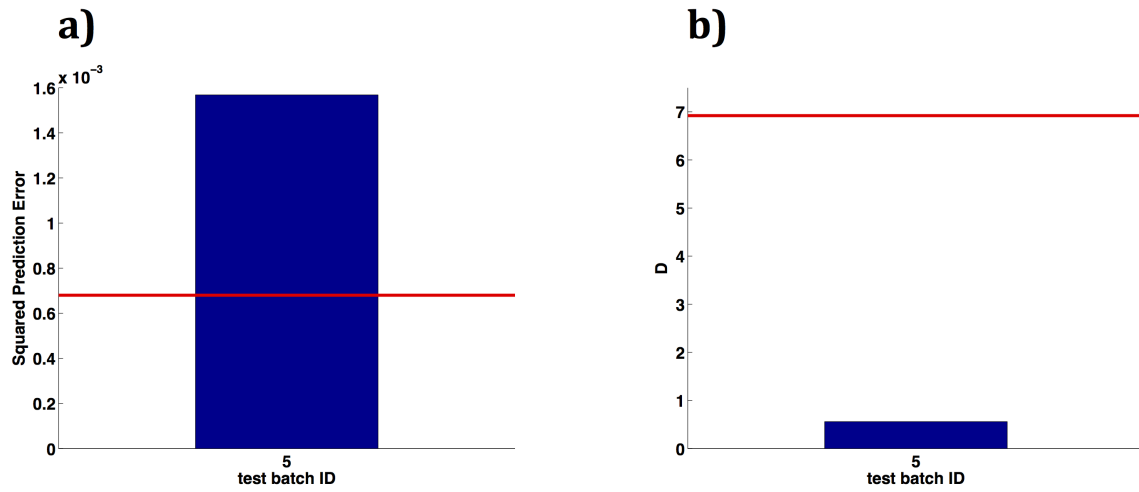 a)
x 10⁻³
1.6
1.4
1.2
1
0.8
0.6
0.4
0.2
0
Squared Prediction Error
5
test batch ID
b)
7
6
5
4
3
2
1
0
D
5
test batch ID